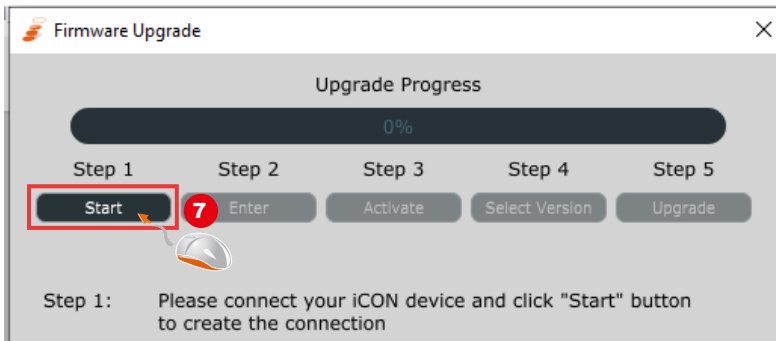 Firmware Upgrade
Upgrade Progress
0%
Step 1 Step 2 Step 3 Step 4 Step 5
Start 7 Enter Activate Select Version Upgrade
Step 1: Please connect your iCON device and click "Start" button
to create the connection